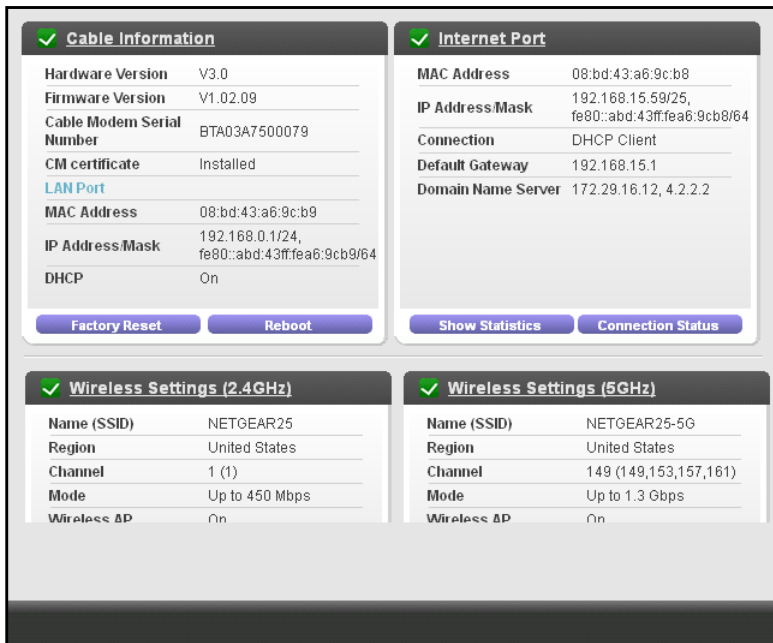 Cable Information
Hardware Version V3.0
Firmware Version V1.02.09
Cable Modem Serial
Number BTA03A7500079
CM certificate Installed
LAN Port
MAC Address 08:bd:43:a6:9c:b9
IP Address/Mask 192.168.0.1/24,
fe80::abd:43ff:fea6:9cb9/64
DHCP On
Factory Reset Reboot
Internet Port
MAC Address 08:bd:43:a6:9c:b8
IP Address/Mask 192.168.15.59/25,
fe80::abd:43ff:fea6:9cb8/64
Connection DHCP Client
Default Gateway 192.168.15.1
Domain Name Server 172.29.16.12, 4.2.2.2
Show Statistics Connection Status
Wireless Settings (2.4GHz)
Name (SSID) NETGEAR25
Region United States
Channel 1 (1)
Mode Up to 450 Mbps
Wireless AP On
Wireless Settings (5GHz)
Name (SSID) NETGEAR25-5G
Region United States
Channel 149 (149,153,157,161)
Mode Up to 1.3 Gbps
Wireless AP On